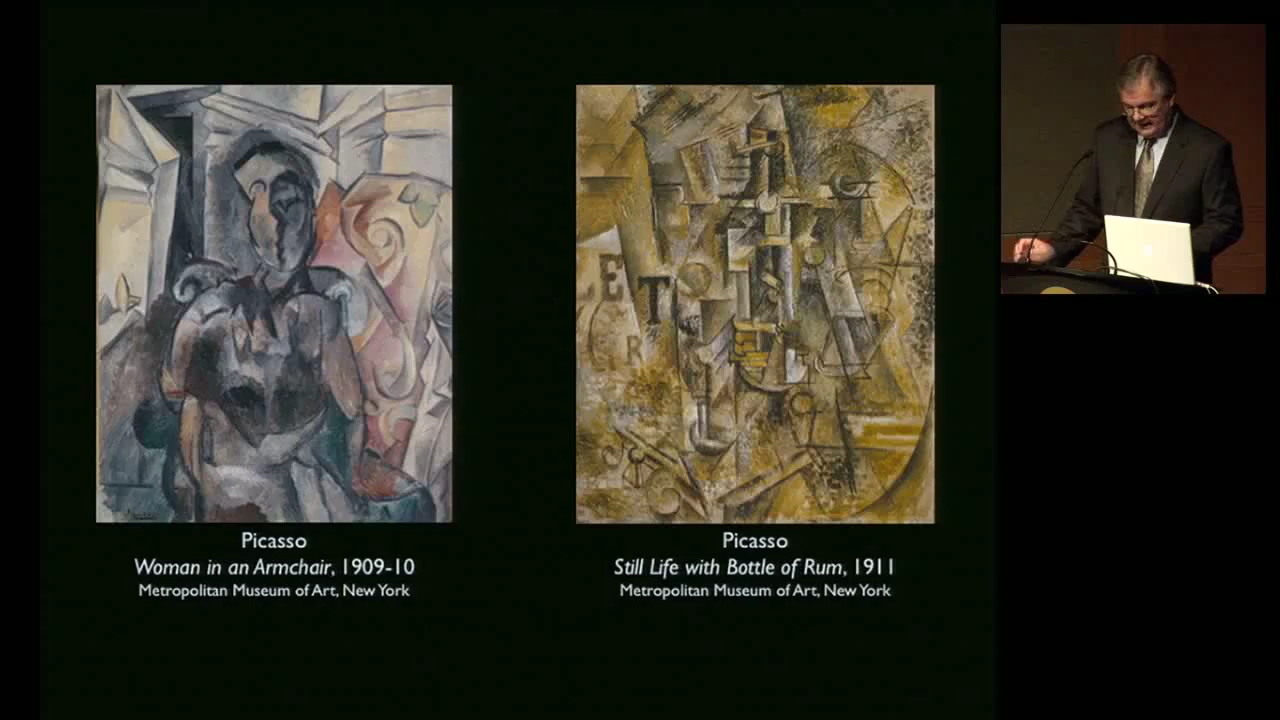 Picasso
Woman in an Armchair, 1909-10
Metropolitan Museum of Art, New York
LETR
Picasso
Still Life with Bottle of Rum, 1911
Metropolitan Museum of Art, New York